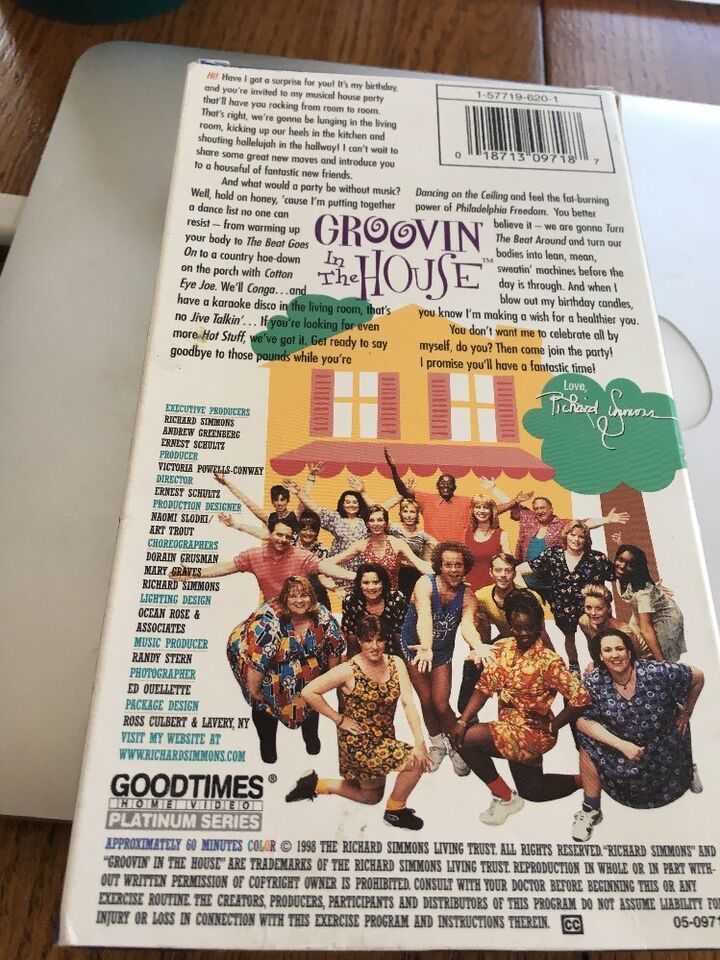 Hi! Have I got a surprise for you! It's my birthday,
and you're invited to my musical house party
that'll have you rocking from room to room.
That's right, we're gonna be lunging in the living
room, kicking up our heels in the kitchen and
shouting hallelujah in the hallway! I can't wait to
share some great new moves and introduce you
to a houseful of fantastic new friends.
And what would a party be without music?
Well, hold on honey, 'cause I'm putting together
a dance list no one can
resist – from warming up
your body to The Beat Goes
On to a country hoe-down
on the porch with Cotton
Eye Joe. We'll Conga...and
have a karaoke disco in the living room, that's
no Jive Talkin'... If you're looking for even
more Hot Stuff, we've got it. Get ready to say
goodbye to those pounds while you're
1-57719-620-1
0 18713 09718 7
Dancing on the Ceiling and feel the fat-burning
power of Philadelphia Freedom. You better
believe it – we are gonna Turn
The Beat Around and turn our
bodies into lean, mean,
sweatin' machines before the
day is through. And when I
blow out my birthday candles,
you know I'm making a wish for a healthier you.
You don't want me to celebrate all by
myself, do you? Then come join the party!
I promise you'll have a fantastic time!
Love,
Richard Simmons
GROOVIN'
In The HOUSE™
EXECUTIVE PRODUCERS
RICHARD SIMMONS
ANDREW GREENBERG
ERNEST SCHULTZ
PRODUCER
VICTORIA POWELLS-CONWAY
DIRECTOR
ERNEST SCHULTZ
PRODUCTION DESIGNER
NAOMI SLODKI/
ART TROUT
CHOREOGRAPHERS
DORAIN GRUSMAN
MARY GRAVES
RICHARD SIMMONS
LIGHTING DESIGN
OCEAN ROSE &
ASSOCIATES
MUSIC PRODUCER
RANDY STERN
PHOTOGRAPHER
ED OUELLETTE
PACKAGE DESIGN
ROSS CULBERT & LAVERY, NY
VISIT MY WEBSITE AT
WWW.RICHARDSIMMONS.COM
GOODTIMES®
HOME VIDEO
PLATINUM SERIES
APPROXIMATELY 60 MINUTES COLOR © 1998 THE RICHARD SIMMONS LIVING TRUST. ALL RIGHTS RESERVED. "RICHARD SIMMONS" AND
"GROOVIN' IN THE HOUSE" ARE TRADEMARKS OF THE RICHARD SIMMONS LIVING TRUST. REPRODUCTION IN WHOLE OR IN PART WITH-
OUT WRITTEN PERMISSION OF COPYRIGHT OWNER IS PROHIBITED. CONSULT WITH YOUR DOCTOR BEFORE BEGINNING THIS OR ANY
EXERCISE ROUTINE. THE CREATORS, PRODUCERS, PARTICIPANTS AND DISTRIBUTORS OF THIS PROGRAM DO NOT ASSUME LIABILITY FO
INJURY OR LOSS IN CONNECTION WITH THIS EXERCISE PROGRAM AND INSTRUCTIONS THEREIN. CC
05-0971